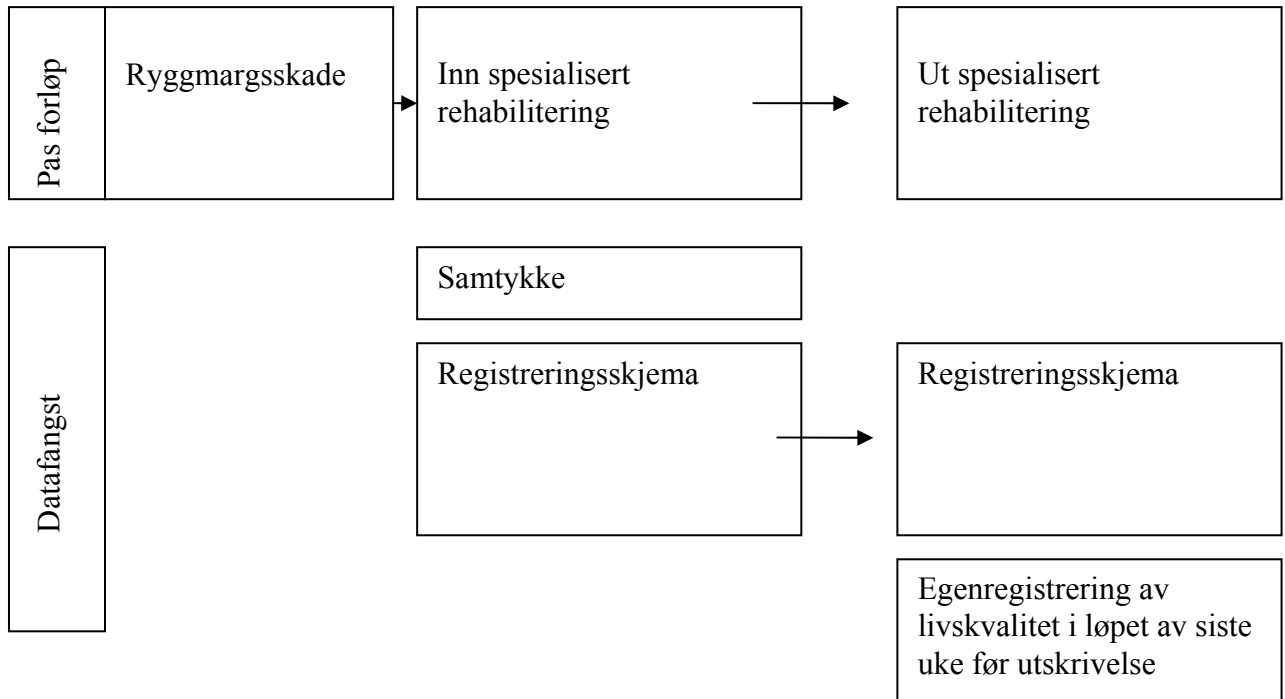 Pas forløp
Ryggmargsskade
Inn spesialisert
rehabilitering
Ut spesialisert
rehabilitering
Datafangst
Samtykke
Registreringsskjema
Registreringsskjema
Egenregistrering av
livskvalitet i løpet av siste
uke før utskrivelse